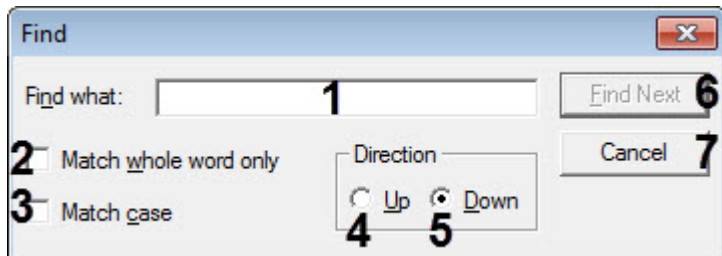 Find
Find what: 1 Find Next 6
2 Match whole word only Direction Cancel 7
3 Match case Up Down
4 5